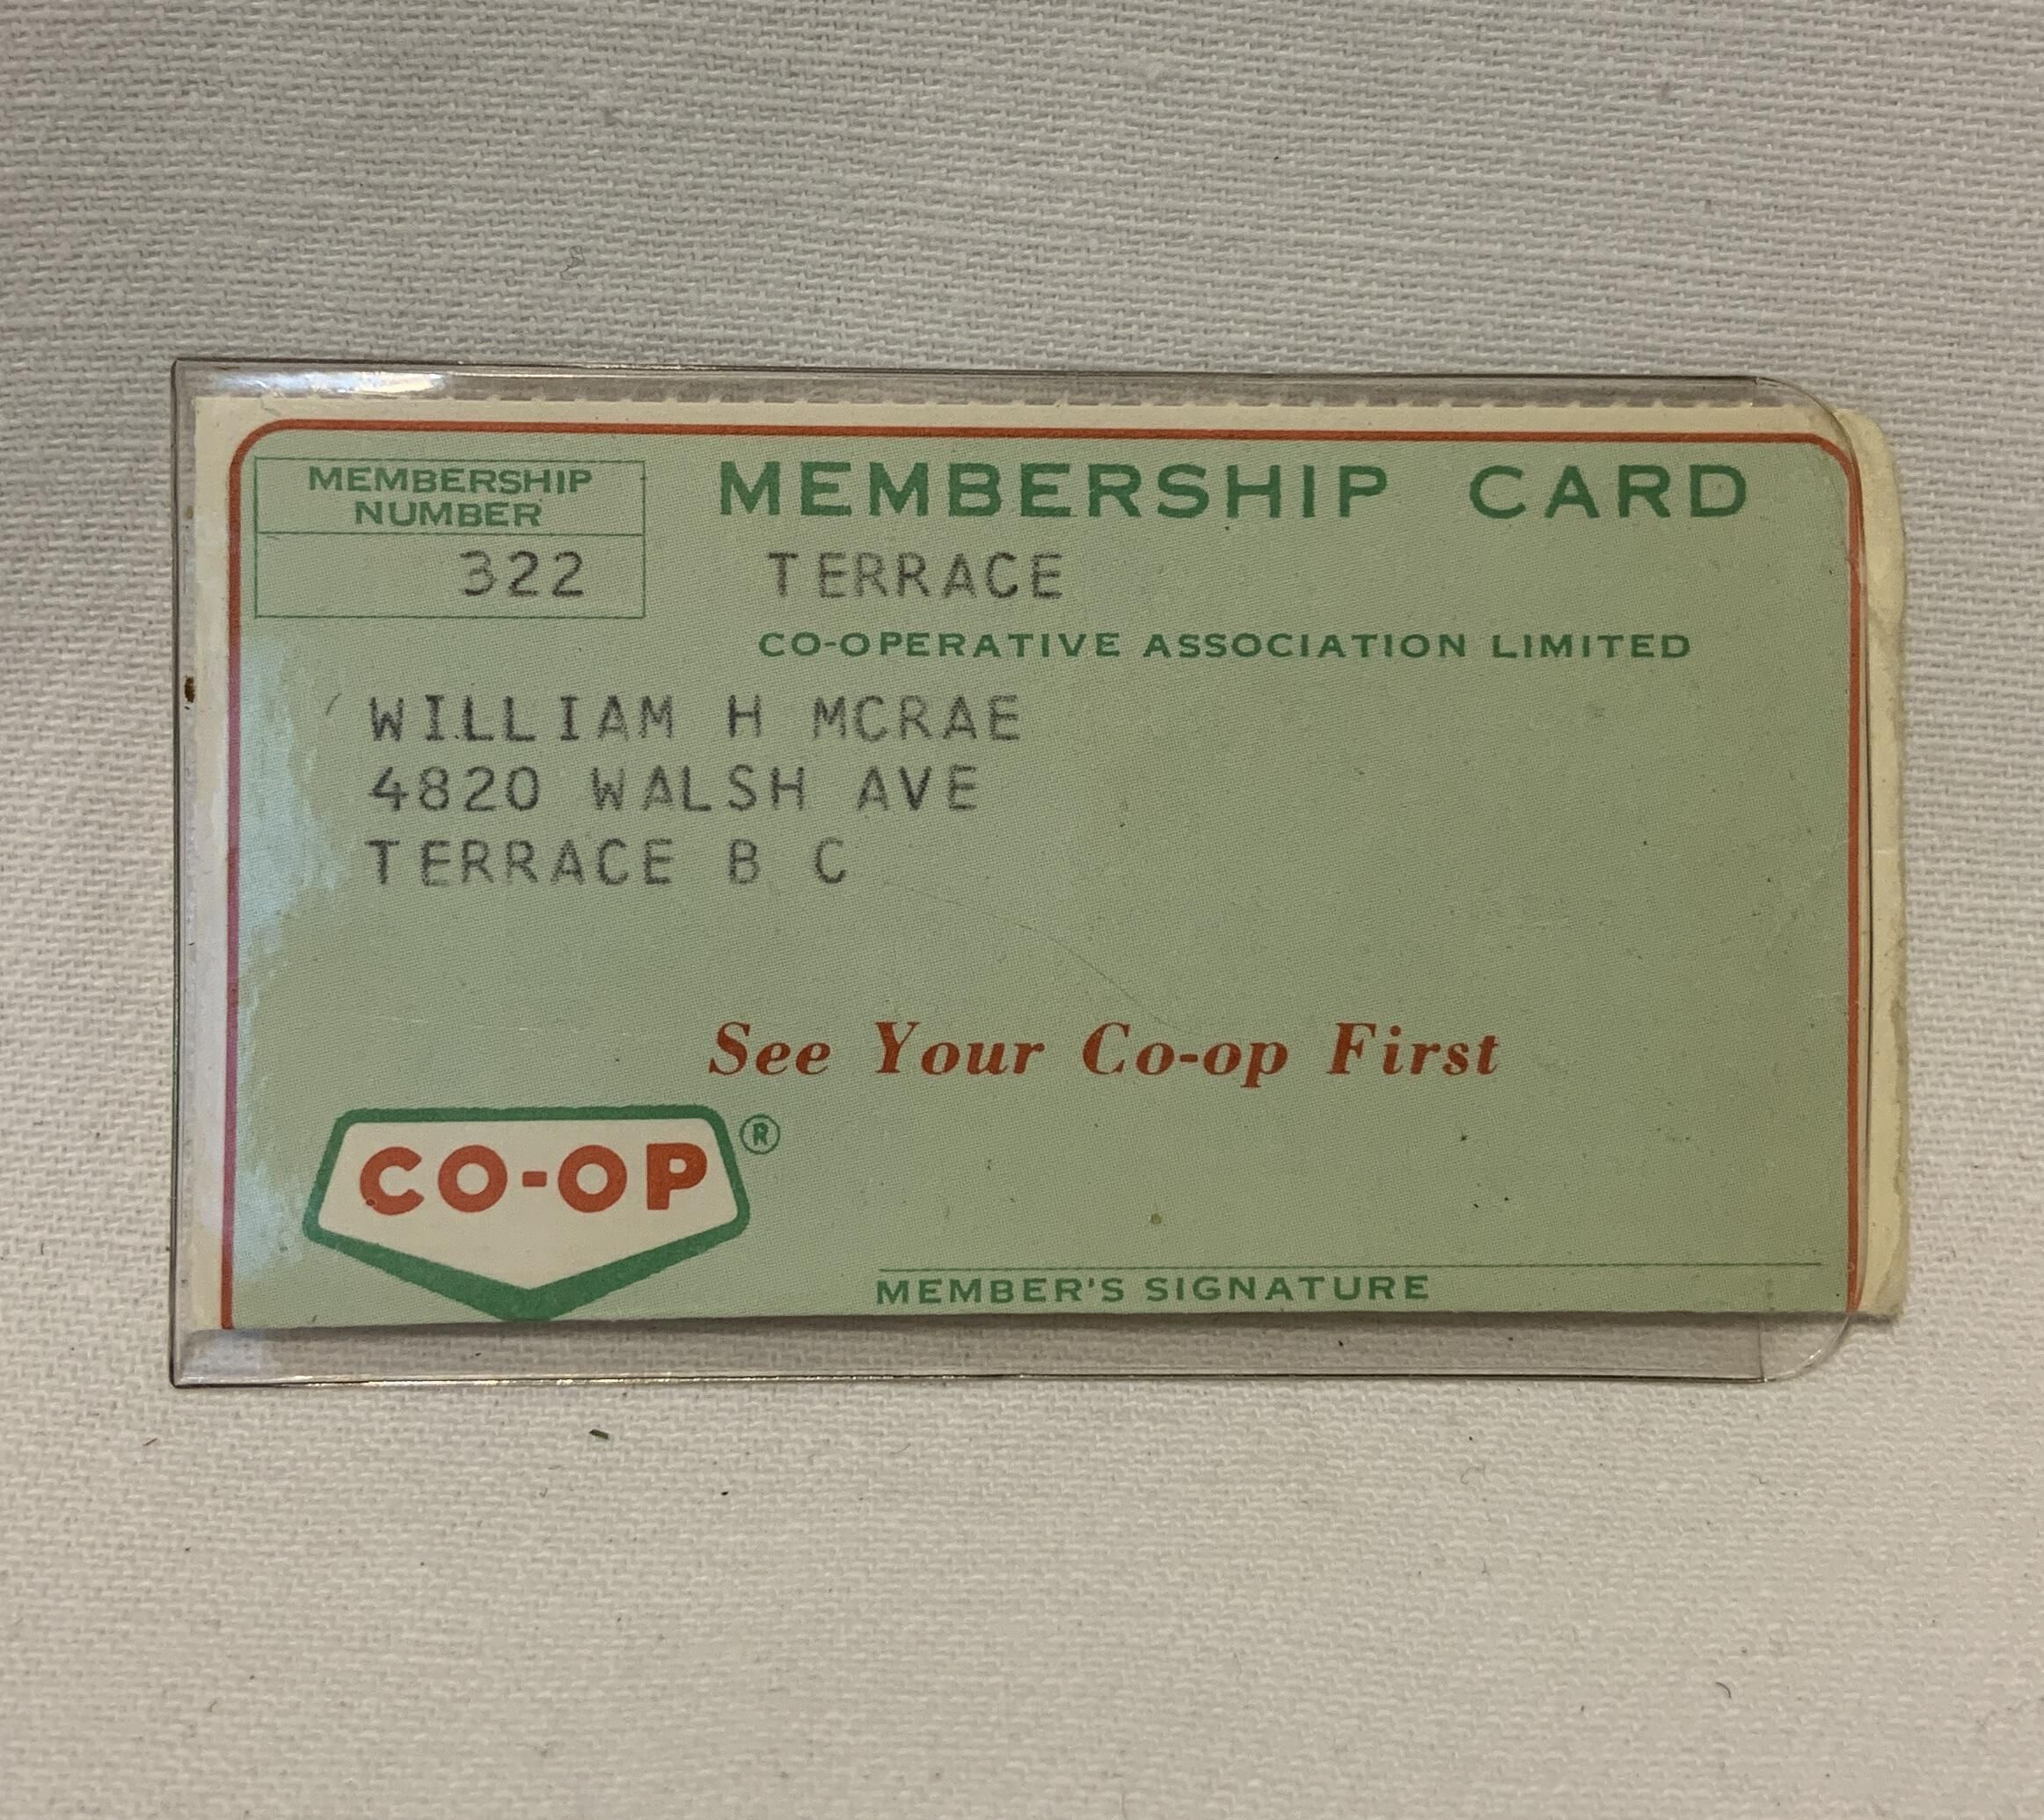 MEMBERSHIP
NUMBER
322
MEMBERSHIP CARD
TERRACE
CO-OPERATIVE ASSOCIATION LIMITED
WILLIAM H MCRAE
4820 WALSH AVE
TERRACE B C
See Your Co-op First
CO-OP ®
MEMBER'S SIGNATURE